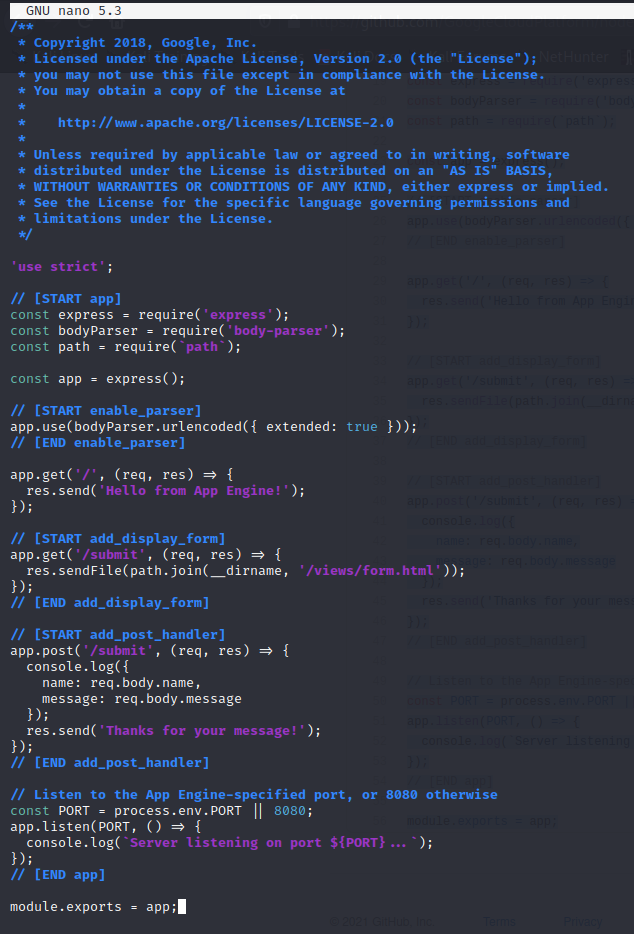 GNU nano 5.3
/**
 * Copyright 2018, Google, Inc.
 * Licensed under the Apache License, Version 2.0 (the "License");
 * you may not use this file except in compliance with the License.
 * You may obtain a copy of the License at
 *
 *    http://www.apache.org/licenses/LICENSE-2.0
 *
 * Unless required by applicable law or agreed to in writing, software
 * distributed under the License is distributed on an "AS IS" BASIS,
 * WITHOUT WARRANTIES OR CONDITIONS OF ANY KIND, either express or implied.
 * See the License for the specific language governing permissions and
 * limitations under the License.
 */

'use strict';

// [START app]
const express = require('express');
const bodyParser = require('body-parser');
const path = require(`path`);

const app = express();

// [START enable_parser]
app.use(bodyParser.urlencoded({ extended: true }));
// [END enable_parser]

app.get('/', (req, res) => {
  res.send('Hello from App Engine!');
});

// [START add_display_form]
app.get('/submit', (req, res) => {
  res.sendFile(path.join(__dirname, '/views/form.html'));
});
// [END add_display_form]

// [START add_post_handler]
app.post('/submit', (req, res) => {
  console.log({
    name: req.body.name,
    message: req.body.message
  });
  res.send('Thanks for your message!');
});
// [END add_post_handler]

// Listen to the App Engine-specified port, or 8080 otherwise
const PORT = process.env.PORT || 8080;
app.listen(PORT, () => {
  console.log(`Server listening on port ${PORT}...`);
});
// [END app]

module.exports = app;